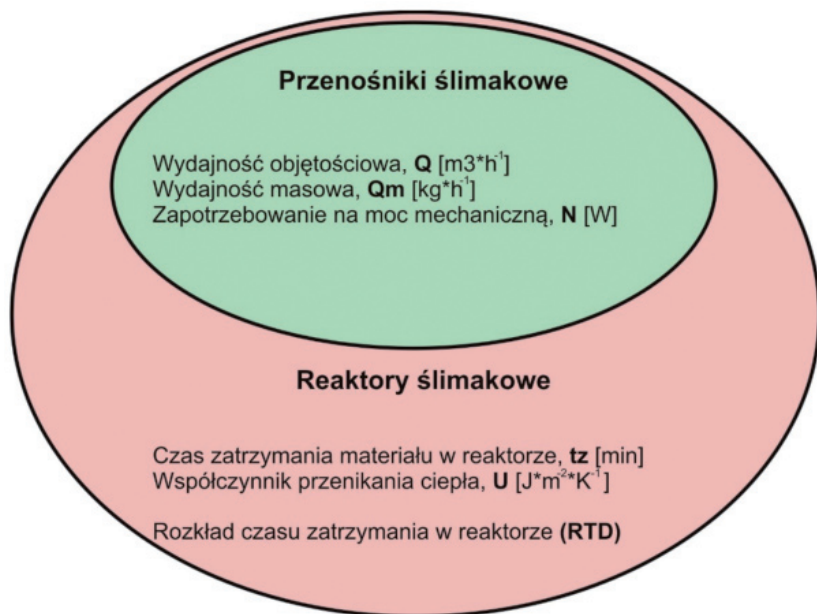 Przenośniki ślimakowe
Wydajność objętościowa, Q [m3*h⁻¹]
Wydajność masowa, Qm [kg*h⁻¹]
Zapotrzebowanie na moc mechaniczną, N [W]
Reaktory ślimakowe
Czas zatrzymania materiału w reaktorze, tz [min]
Współczynnik przenikania ciepła, U [J*m⁻²*K⁻¹]
Rozkład czasu zatrzymania w reaktorze (RTD)